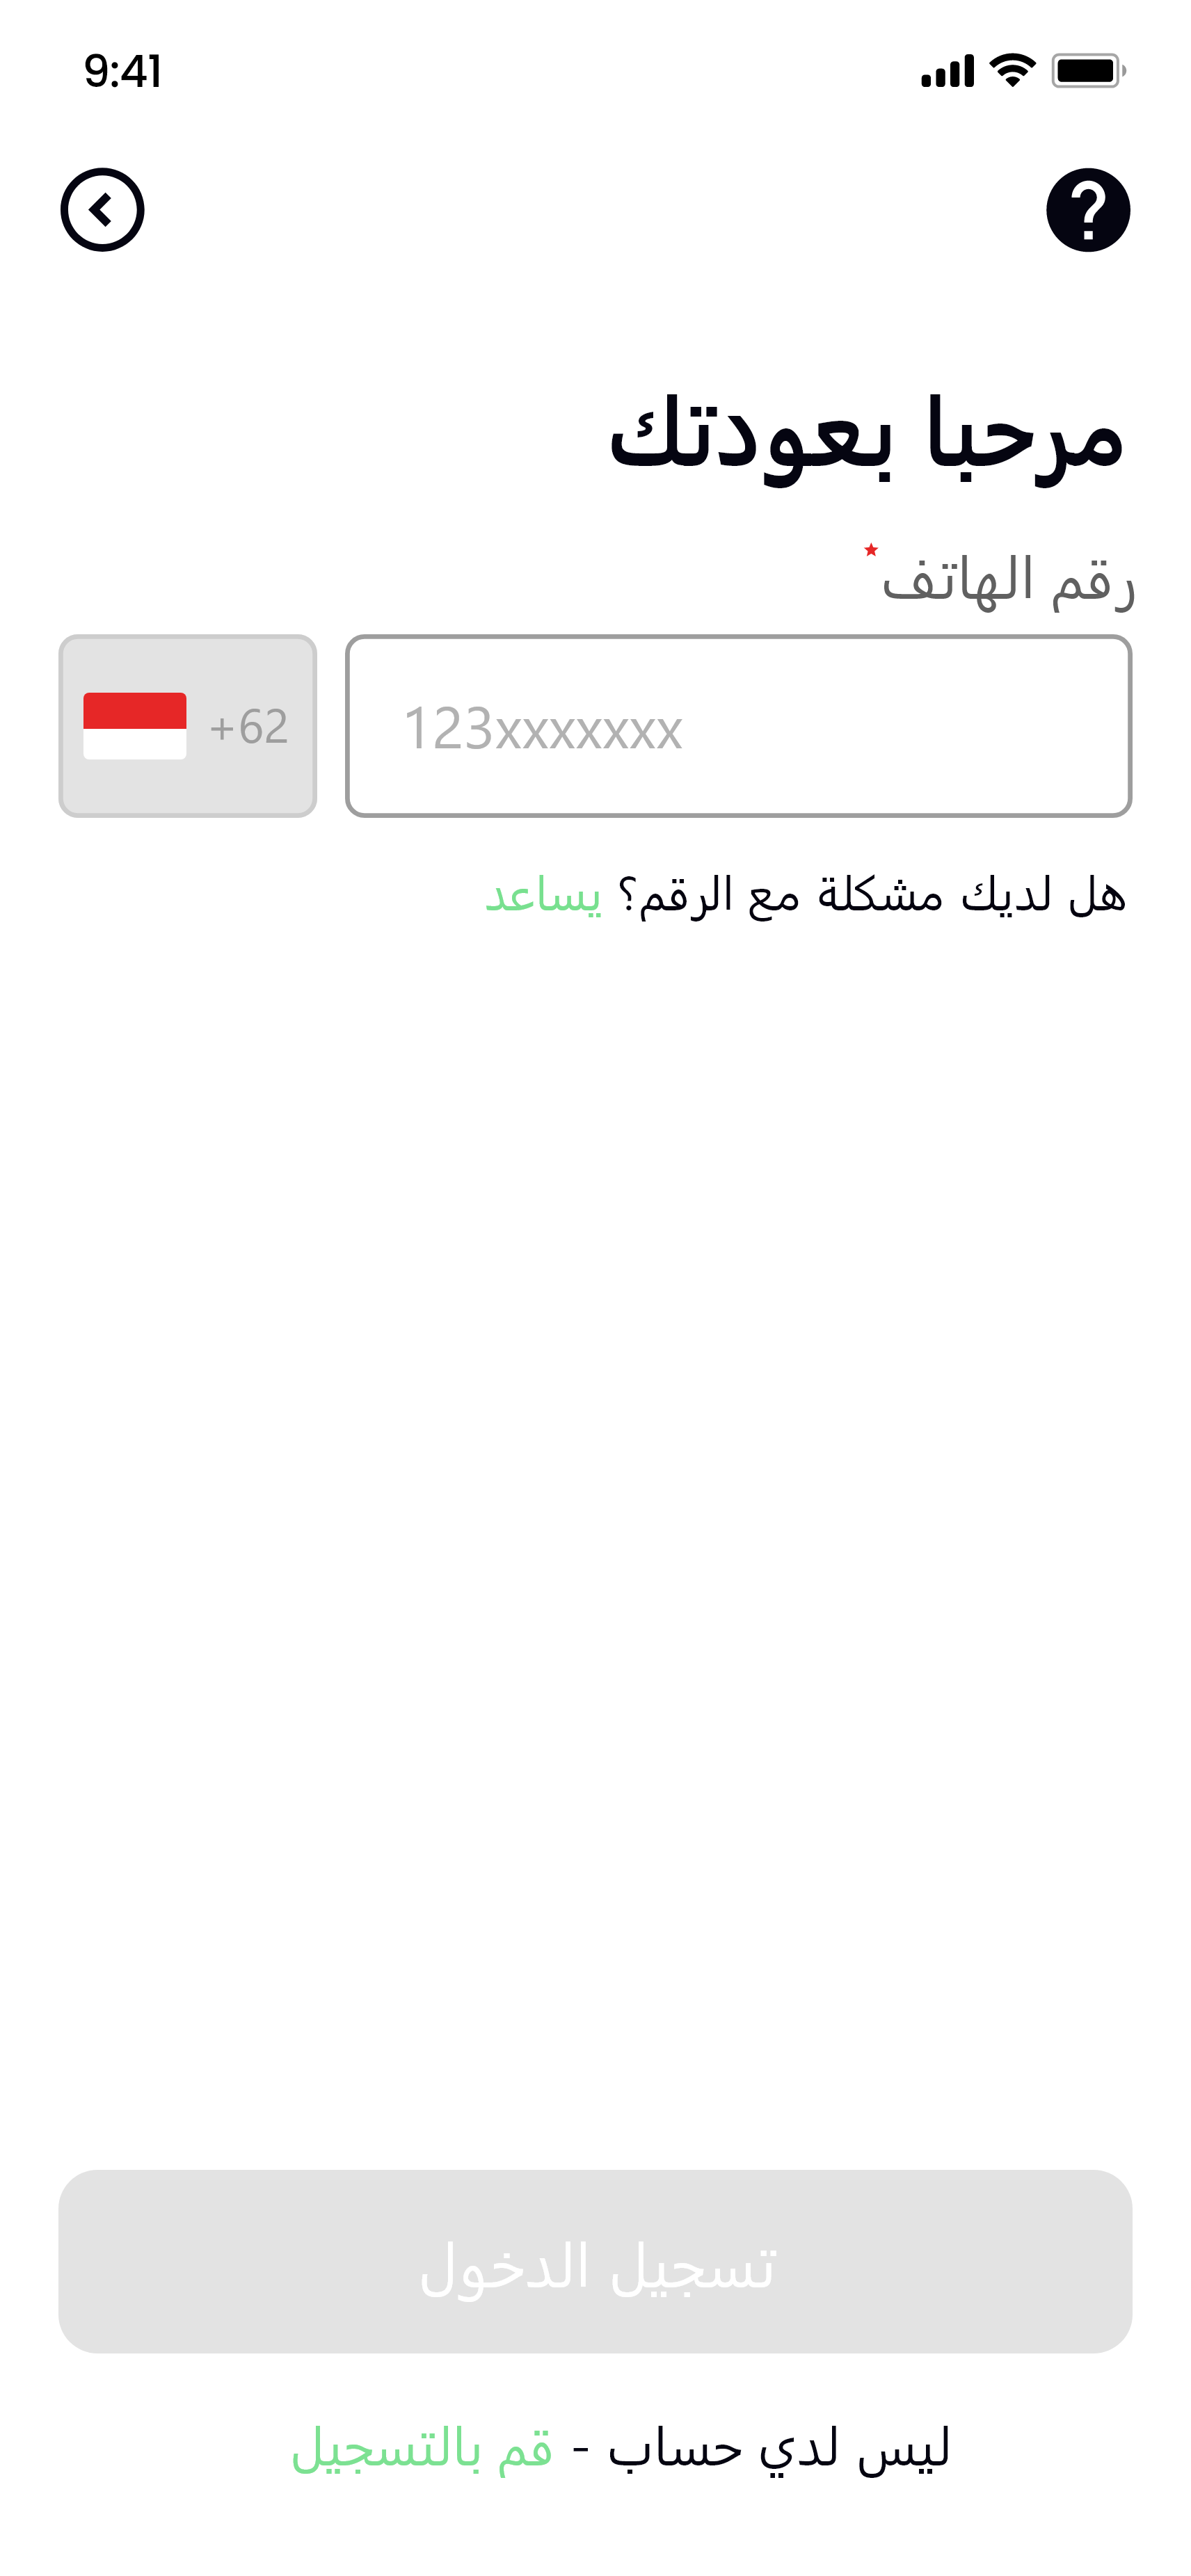 9:41
?
مرحبا بعودتك
رقم الهاتف*
+62 123xxxxxxx
هل لديك مشكلة مع الرقم؟ يساعد
تسجيل الدخول
ليس لدي حساب - قم بالتسجيل